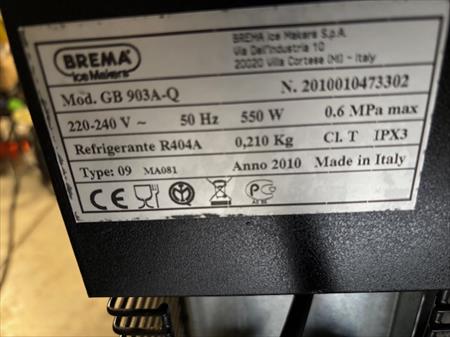 BREMA
Ice Makers
BREMA Ice Makers S.p.A.
Via Dell'Industria 10
20020 Villa Cortese (MI) - Italy
Mod. GB 903A-Q N. 2010010473302
220-240 V ~ 50 Hz 550 W 0.6 MPa max
Refrigerante R404A 0,210 Kg Cl. T IPX3
Type: 09 MA081 Anno 2010 Made in Italy
CE